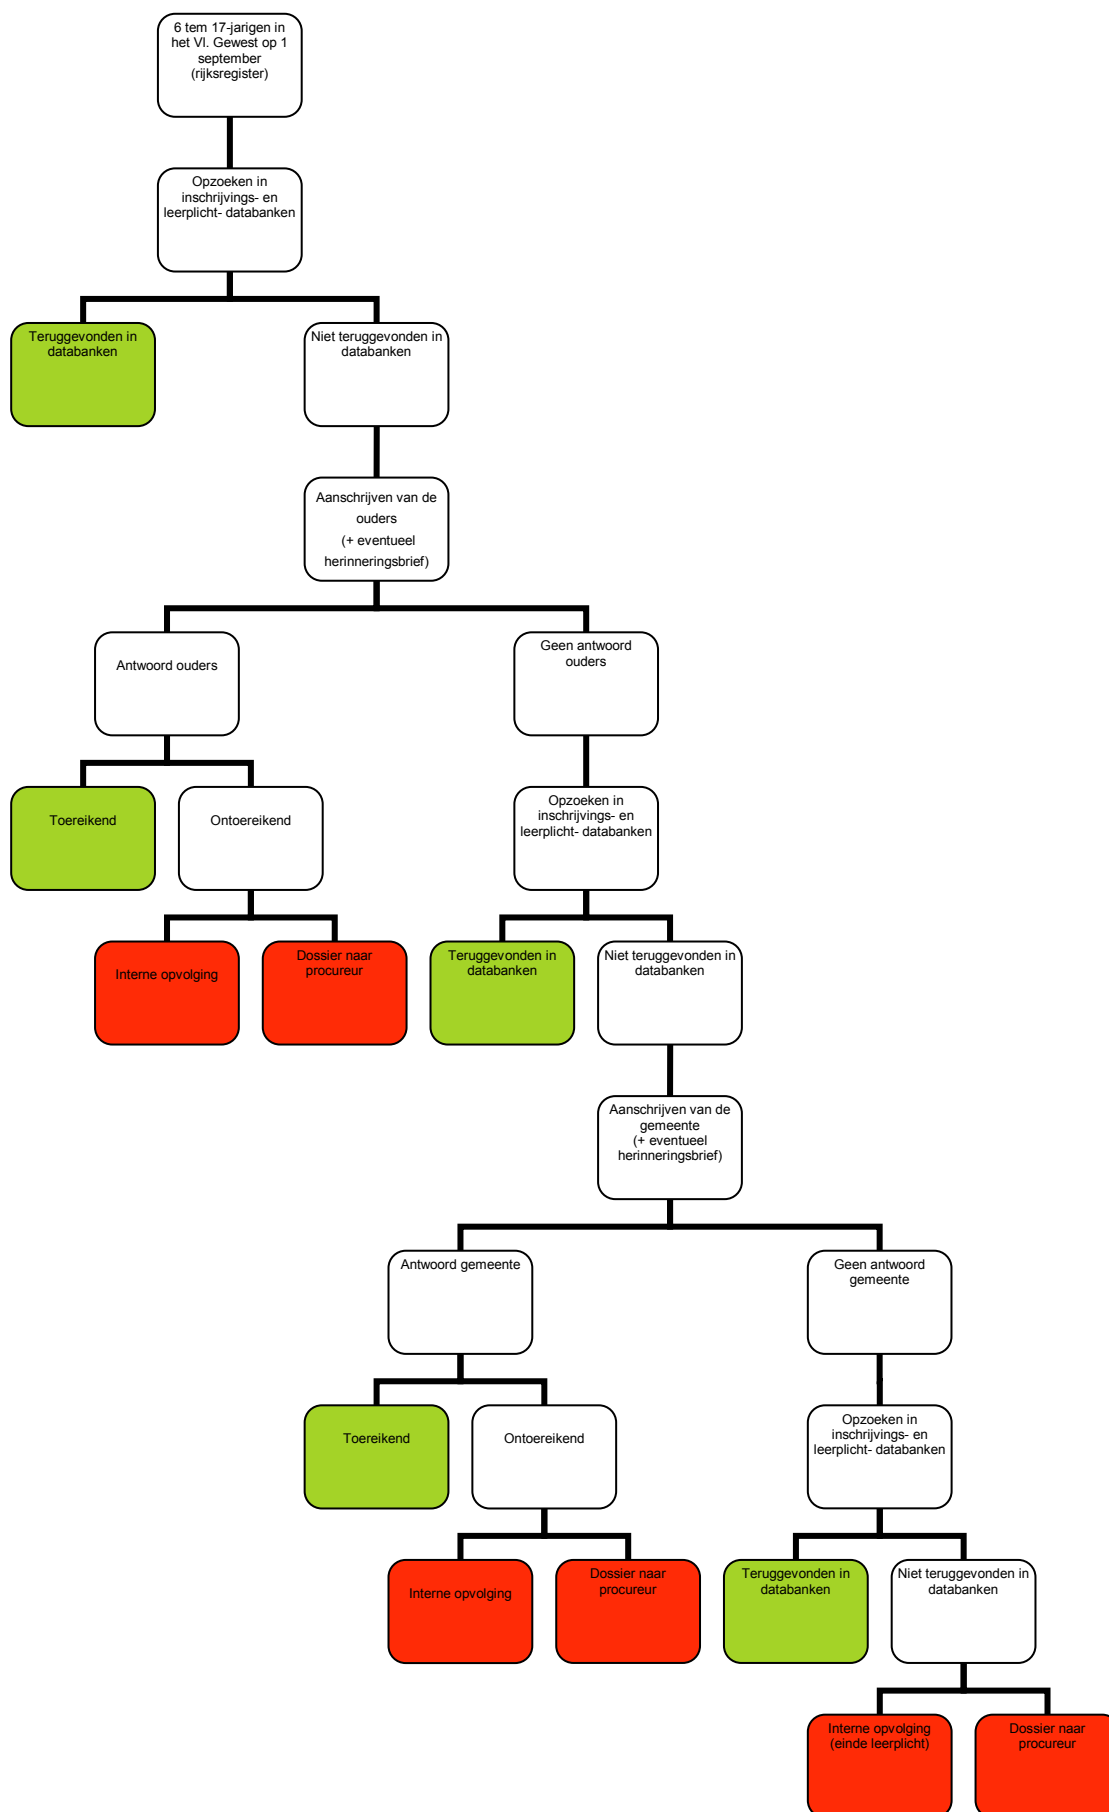 6 tem 17-jarigen in
het Vl. Gewest op 1
september
(rijksregister)
Opzoeken in
inschrijvings- en
leerplicht- databanken
Teruggevonden in
databanken
Niet teruggevonden in
databanken
Aanschrijven van de
ouders
(+ eventueel
herinneringsbrief)
Antwoord ouders
Geen antwoord
ouders
Toereikend
Ontoereikend
Opzoeken in
inschrijvings- en
leerplicht- databanken
Interne opvolging
Dossier naar
procureur
Teruggevonden in
databanken
Niet teruggevonden in
databanken
Aanschrijven van de
gemeente
(+ eventueel
herinneringsbrief)
Antwoord gemeente
Geen antwoord
gemeente
Toereikend
Ontoereikend
Opzoeken in
inschrijvings- en
leerplicht- databanken
Interne opvolging
Dossier naar
procureur
Teruggevonden in
databanken
Niet teruggevonden in
databanken
Interne opvolging
(einde leerplicht)
Dossier naar
procureur